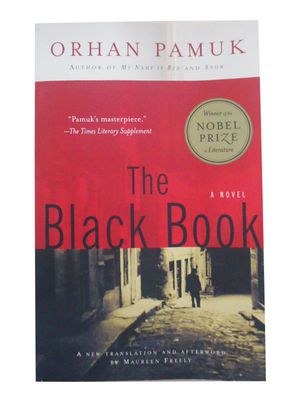 ORHAN PAMUK
AUTHOR OF MY NAME IS RED AND SNOW
"Pamuk's masterpiece."
—The Times Literary Supplement
Winner of the
NOBEL
PRIZE
in Literature
The
A NOVEL
Black Book
A NEW TRANSLATION AND AFTERWORD
BY MAUREEN FREELY